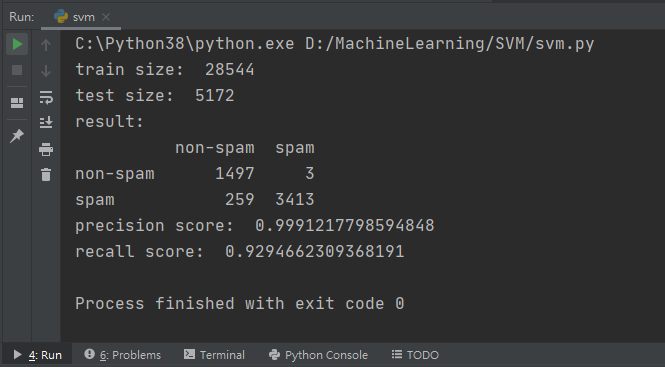 Run: svm
C:\Python38\python.exe D:/MachineLearning/SVM/svm.py
train size:  28544
test size:  5172
result:
          non-spam  spam
non-spam      1497     3
spam           259  3413
precision score:  0.9991217798594848
recall score:  0.9294662309368191
Process finished with exit code 0
4: Run 6: Problems Terminal Python Console TODO